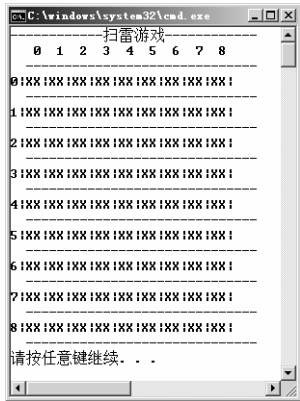 C:\windows\system32\cmd.exe
-----------扫雷游戏-------------
0 1 2 3 4 5 6 7 8
-----------------------------
0|XX|XX|XX|XX|XX|XX|XX|XX|XX|
-----------------------------
1|XX|XX|XX|XX|XX|XX|XX|XX|XX|
-----------------------------
2|XX|XX|XX|XX|XX|XX|XX|XX|XX|
-----------------------------
3|XX|XX|XX|XX|XX|XX|XX|XX|XX|
-----------------------------
4|XX|XX|XX|XX|XX|XX|XX|XX|XX|
-----------------------------
5|XX|XX|XX|XX|XX|XX|XX|XX|XX|
-----------------------------
6|XX|XX|XX|XX|XX|XX|XX|XX|XX|
-----------------------------
7|XX|XX|XX|XX|XX|XX|XX|XX|XX|
-----------------------------
8|XX|XX|XX|XX|XX|XX|XX|XX|XX|
-----------------------------
请按任意键继续. . .